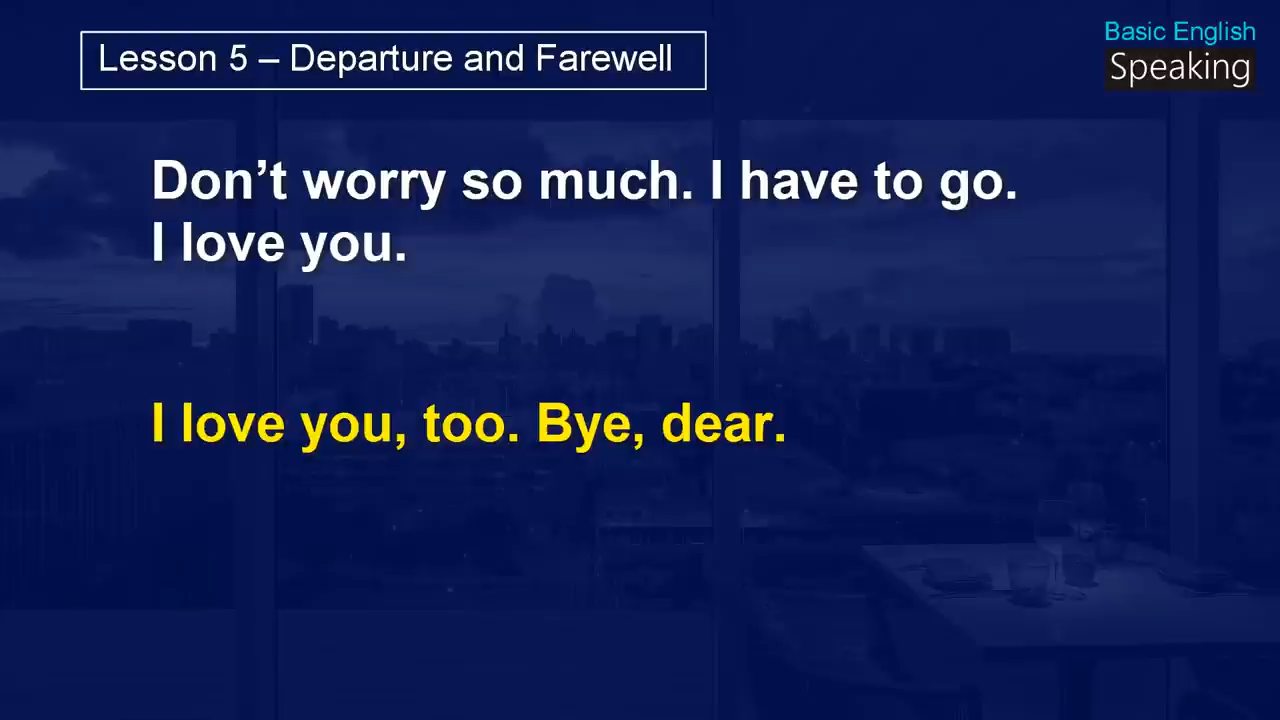 Lesson 5 – Departure and Farewell
Basic English
Speaking
Don’t worry so much. I have to go.
I love you.
I love you, too. Bye, dear.